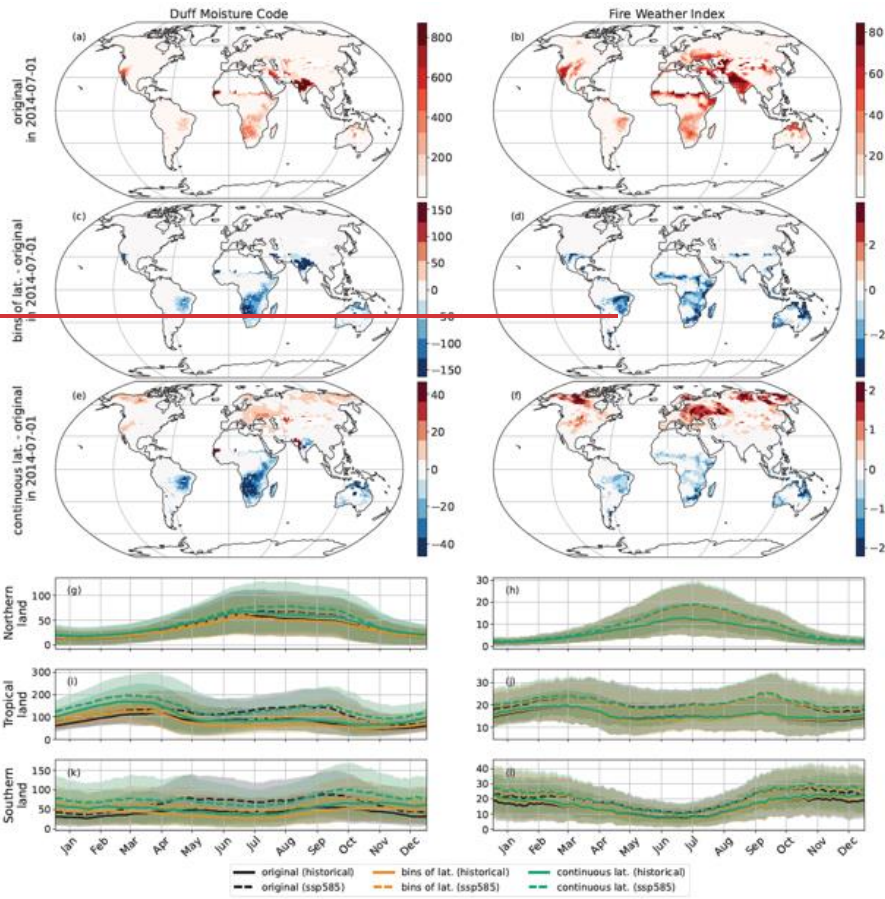 Duff Moisture Code
Fire Weather Index
original
in 2014-07-01
(a)
800
600
400
200
(b)
80
60
40
20
bins of lat. - original
in 2014-07-01
(c)
150
100
50
0
−50
−100
−150
(d)
2
0
−2
continuous lat. - original
in 2014-07-01
(e)
40
20
0
−20
−40
(f)
2
1
0
−1
−2
Northern
land
(g)
100
50
0
(h)
30
20
10
0
Tropical
land
(i)
300
200
100
0
(j)
30
20
10
Southern
land
(k)
150
100
50
0
(l)
40
30
20
10
0
Jan Feb Mar Apr May Jun Jul Aug Sep Oct Nov Dec
Jan Feb Mar Apr May Jun Jul Aug Sep Oct Nov Dec
original (historical) bins of lat. (historical) continuous lat. (historical)
original (ssp585) bins of lat. (ssp585) continuous lat. (ssp585)